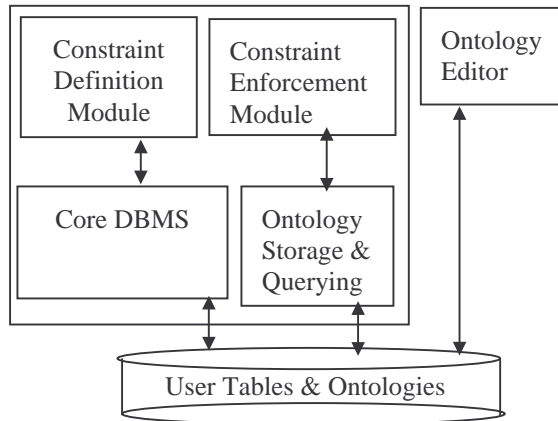 Constraint
Definition
Module
Constraint
Enforcement
Module
Ontology
Editor
Core DBMS
Ontology
Storage &
Querying
User Tables & Ontologies